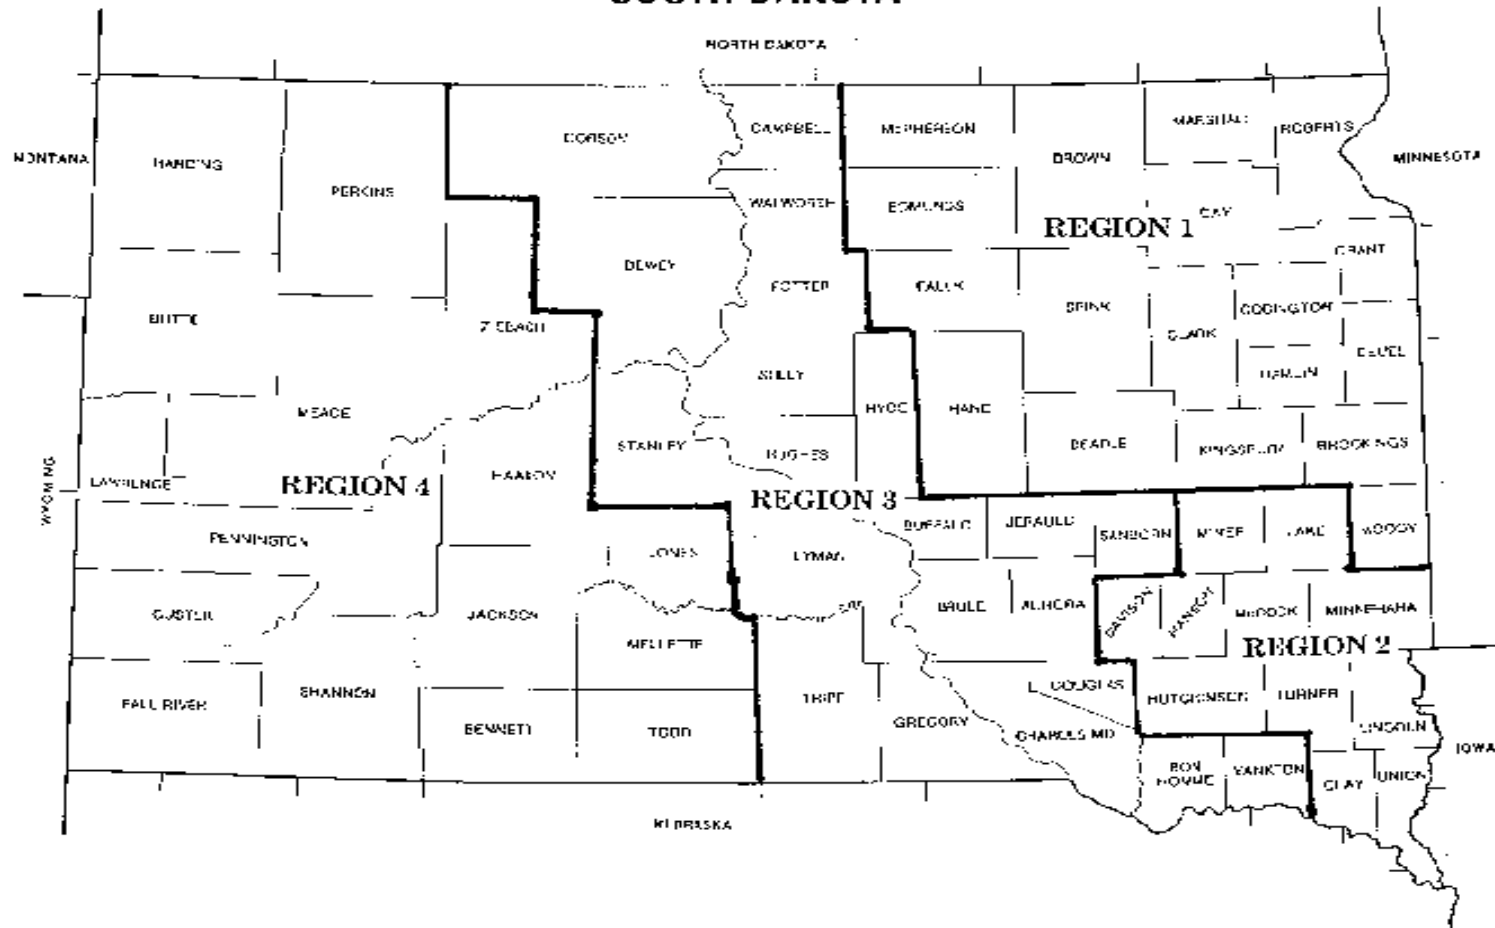 SOUTH DAKOTA
NORTH DAKOTA
CAMPBELL
McPHERSON
MARSHALL
ROBERTS
MONTANA
HARDING
CORSON
BROWN
MINNESOTA
PERKINS
WALWORTH
EDMUNDS
DAY
REGION 1
GRANT
DEWEY
POTTER
FAULK
SPINK
CODINGTON
BUTTE
ZIEBACH
CLARK
DEUEL
HAMLIN
SULLY
MEADE
HYDE
HAND
STANLEY
HUGHES
BEADLE
KINGSBURY
BROOKINGS
WYOMING
LAWRENCE
REGION 4
HAAKON
REGION 3
BUFFALO
JERAULD
SANBORN
MINER
LAKE
MOODY
PENNINGTON
JONES
LYMAN
CUSTER
JACKSON
BRULE
AURORA
DAVISON
HANSON
McCOOK
MINNEHAHA
MELLETTE
REGION 2
FALL RIVER
SHANNON
TRIPP
GREGORY
DOUGLAS
HUTCHINSON
TURNER
BENNETT
TODD
CHARLES MIX
LINCOLN
IOWA
BON
HOMME
YANKTON
CLAY
UNION
NEBRASKA